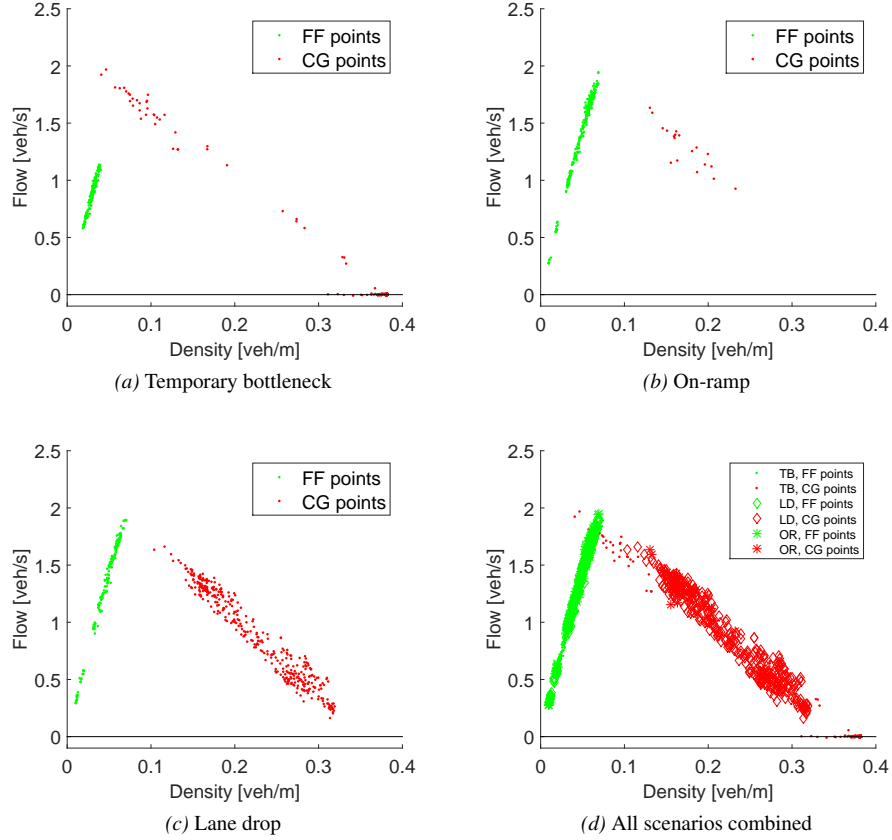 2.5
2
1.5
1
0.5
0
Flow [veh/s]
FF points
CG points
0 0.1 0.2 0.3 0.4
Density [veh/m]
(a) Temporary bottleneck
2.5
2
1.5
1
0.5
0
Flow [veh/s]
FF points
CG points
0 0.1 0.2 0.3 0.4
Density [veh/m]
(b) On-ramp
2.5
2
1.5
1
0.5
0
Flow [veh/s]
FF points
CG points
0 0.1 0.2 0.3 0.4
Density [veh/m]
(c) Lane drop
2.5
2
1.5
1
0.5
0
Flow [veh/s]
TB, FF points
TB, CG points
LD, FF points
LD, CG points
OR, FF points
OR, CG points
0 0.1 0.2 0.3 0.4
Density [veh/m]
(d) All scenarios combined